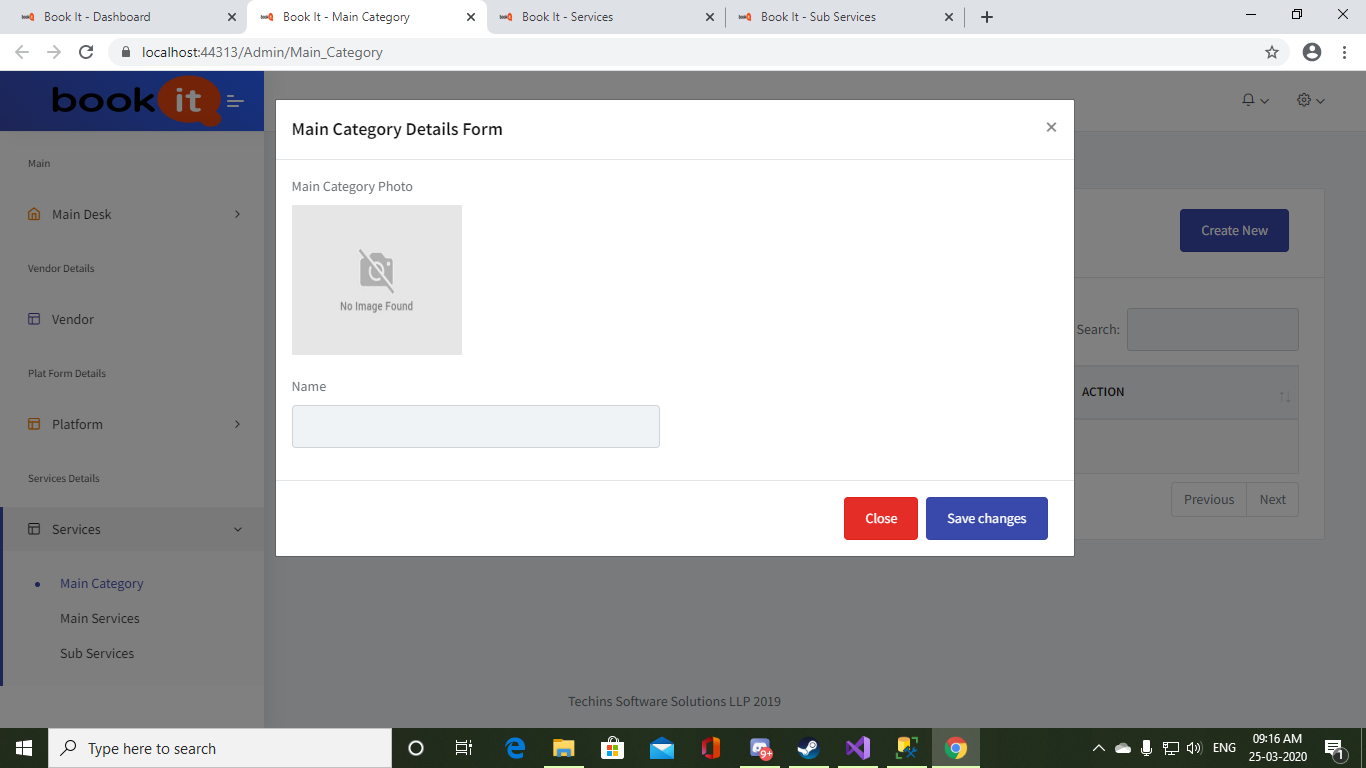 Book It - Dashboard
Book It - Main Category
Book It - Services
Book It - Sub Services
localhost:44313/Admin/Main_Category
book it
Main
Main Desk
Vendor Details
Vendor
Plat Form Details
Platform
Services Details
Services
Main Category
Main Services
Sub Services
Main Category Details Form
Main Category Photo
No Image Found
Name
Close
Save changes
Create New
Search:
ACTION
Previous
Next
Techins Software Solutions LLP 2019
Type here to search
9+
ENG
09:16 AM
25-03-2020
1